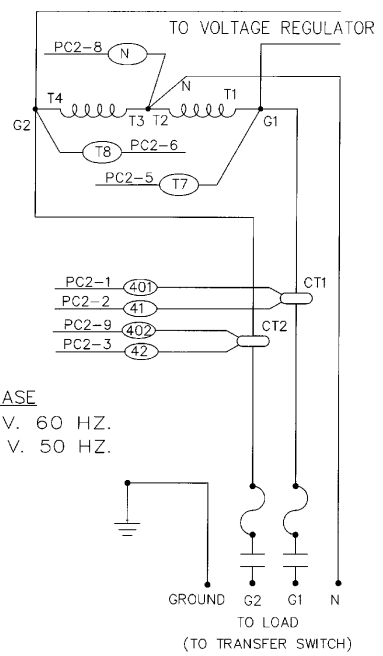 TO VOLTAGE REGULATOR
PC2-8 N
N
T4 T1
T3 T2
G2 G1
T8 PC2-6
PC2-5 T7
CT1
PC2-1 401
PC2-2 41
CT2
PC2-9 402
PC2-3 42
ASE
V. 60 HZ.
V. 50 HZ.
GROUND G2 G1 N
TO LOAD
(TO TRANSFER SWITCH)